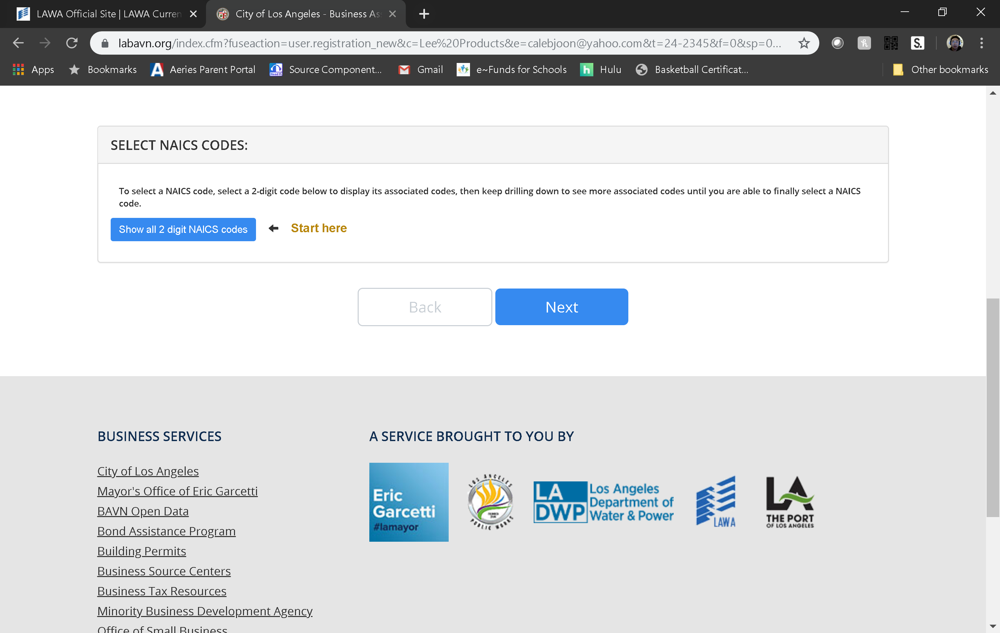 LAWA Official Site | LAWA Curren
City of Los Angeles - Business Ass
labavn.org/index.cfm?fuseaction=user.registration_new&c=Lee%20Products&e=calebjoon@yahoo.com&t=24-2345&f=0&sp=0...
Apps Bookmarks Aeries Parent Portal Source Component... Gmail e~Funds for Schools Hulu Basketball Certificat... Other bookmarks
SELECT NAICS CODES:
To select a NAICS code, select a 2-digit code below to display its associated codes, then keep drilling down to see more associated codes until you are able to finally select a NAICS
code.
Show all 2 digit NAICS codes Start here
Back Next
BUSINESS SERVICES
City of Los Angeles
Mayor's Office of Eric Garcetti
BAVN Open Data
Bond Assistance Program
Building Permits
Business Source Centers
Business Tax Resources
Minority Business Development Agency
Office of Small Business
A SERVICE BROUGHT TO YOU BY
Eric
Garcetti
#lamayor
LOS ANGELES
PUBLIC WORKS
LA
DWP
Los Angeles
Department of
Water & Power
LAWA
LA
THE PORT
OF LOS ANGELES